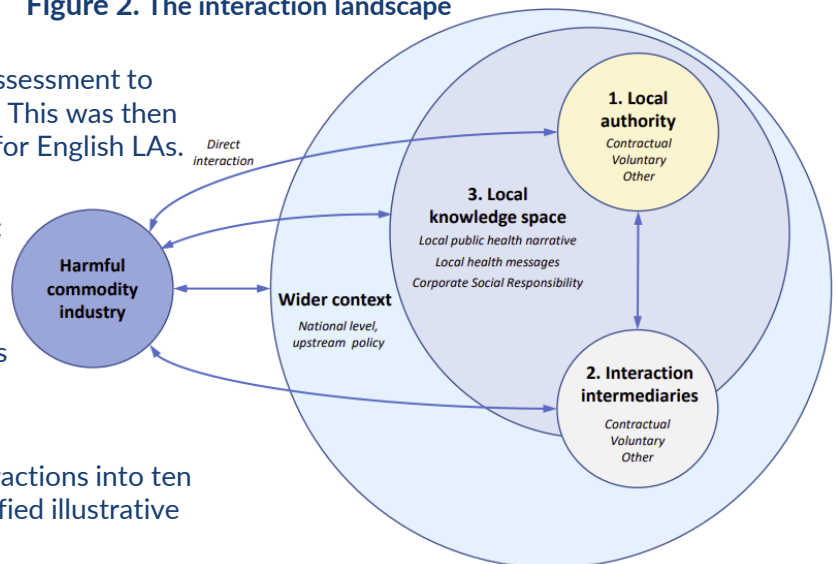 Figure 2. The interaction landscape
ssessment to
This was then
for English LAs.
s
actions into ten
fied illustrative
Direct
interaction
Harmful
commodity
industry
Wider context
National level,
upstream policy
3. Local
knowledge space
Local public health narrative
Local health messages
Corporate Social Responsibility
1. Local
authority
Contractual
Voluntary
Other
2. Interaction
intermediaries
Contractual
Voluntary
Other